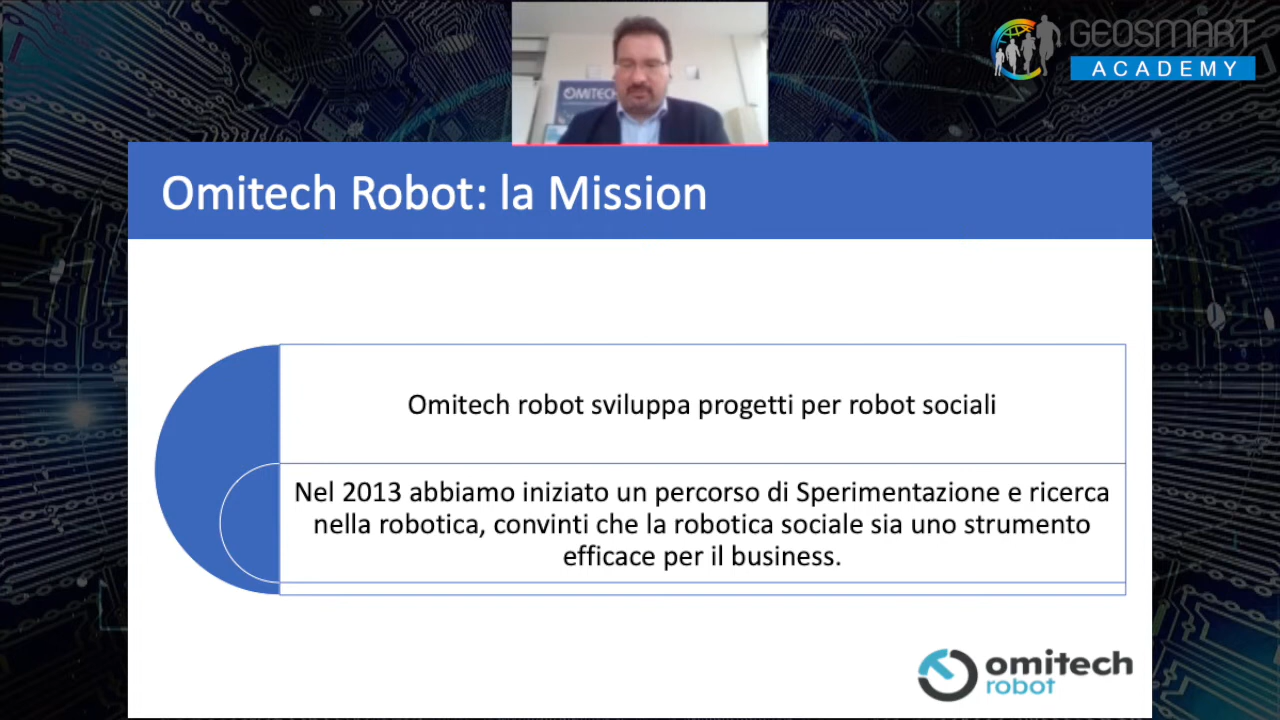 GEOSMART
ACADEMY
OMITECH
Omitech Robot: la Mission
Omitech robot sviluppa progetti per robot sociali
Nel 2013 abbiamo iniziato un percorso di Sperimentazione e ricerca
nella robotica, convinti che la robotica sociale sia uno strumento
efficace per il business.
omitech
robot